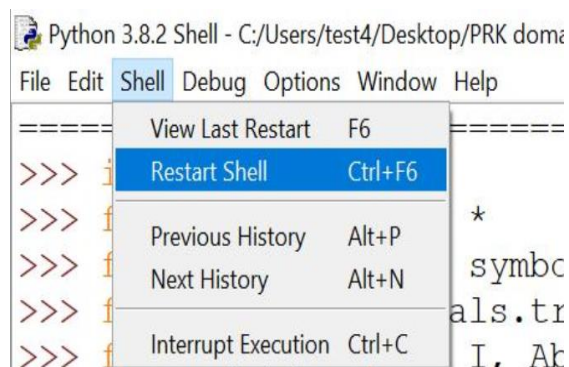 Python 3.8.2 Shell - C:/Users/test4/Desktop/PRK doma
File Edit Shell Debug Options Window Help
View Last Restart F6
>>> i
Restart Shell Ctrl+F6
>>> f *
Previous History Alt+P
>>> f symbo
Next History Alt+N
>>> f als.tr
Interrupt Execution Ctrl+C
>>> f I, Ab